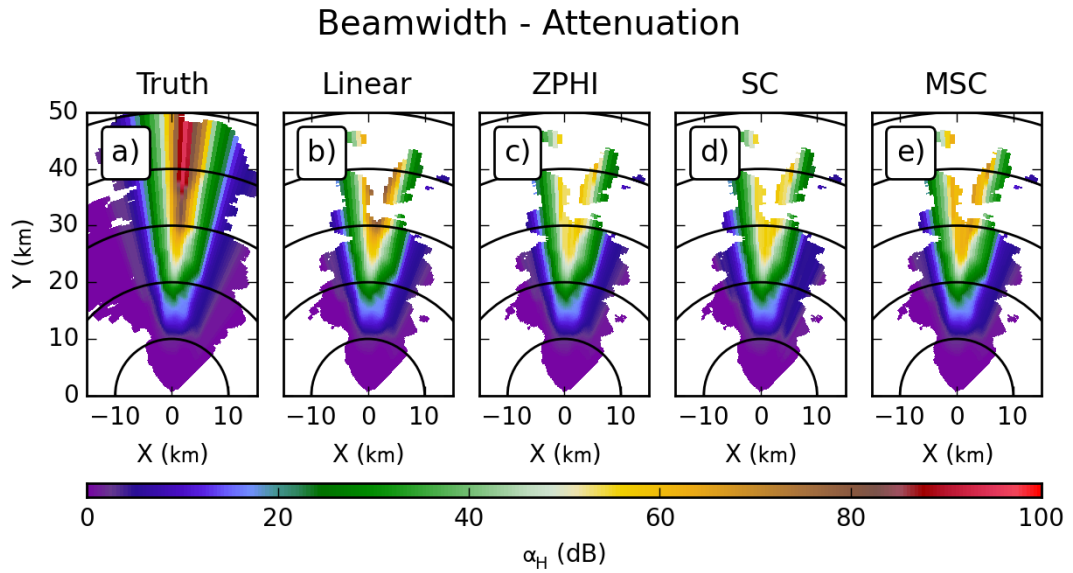 Beamwidth - Attenuation
Truth Linear ZPHI SC MSC
a) b) c) d) e)
50
40
30
20
10
0
Y (km)
−10 0 10 −10 0 10 −10 0 10 −10 0 10 −10 0 10
X (km) X (km) X (km) X (km) X (km)
0 20 40 60 80 100
α_H (dB)